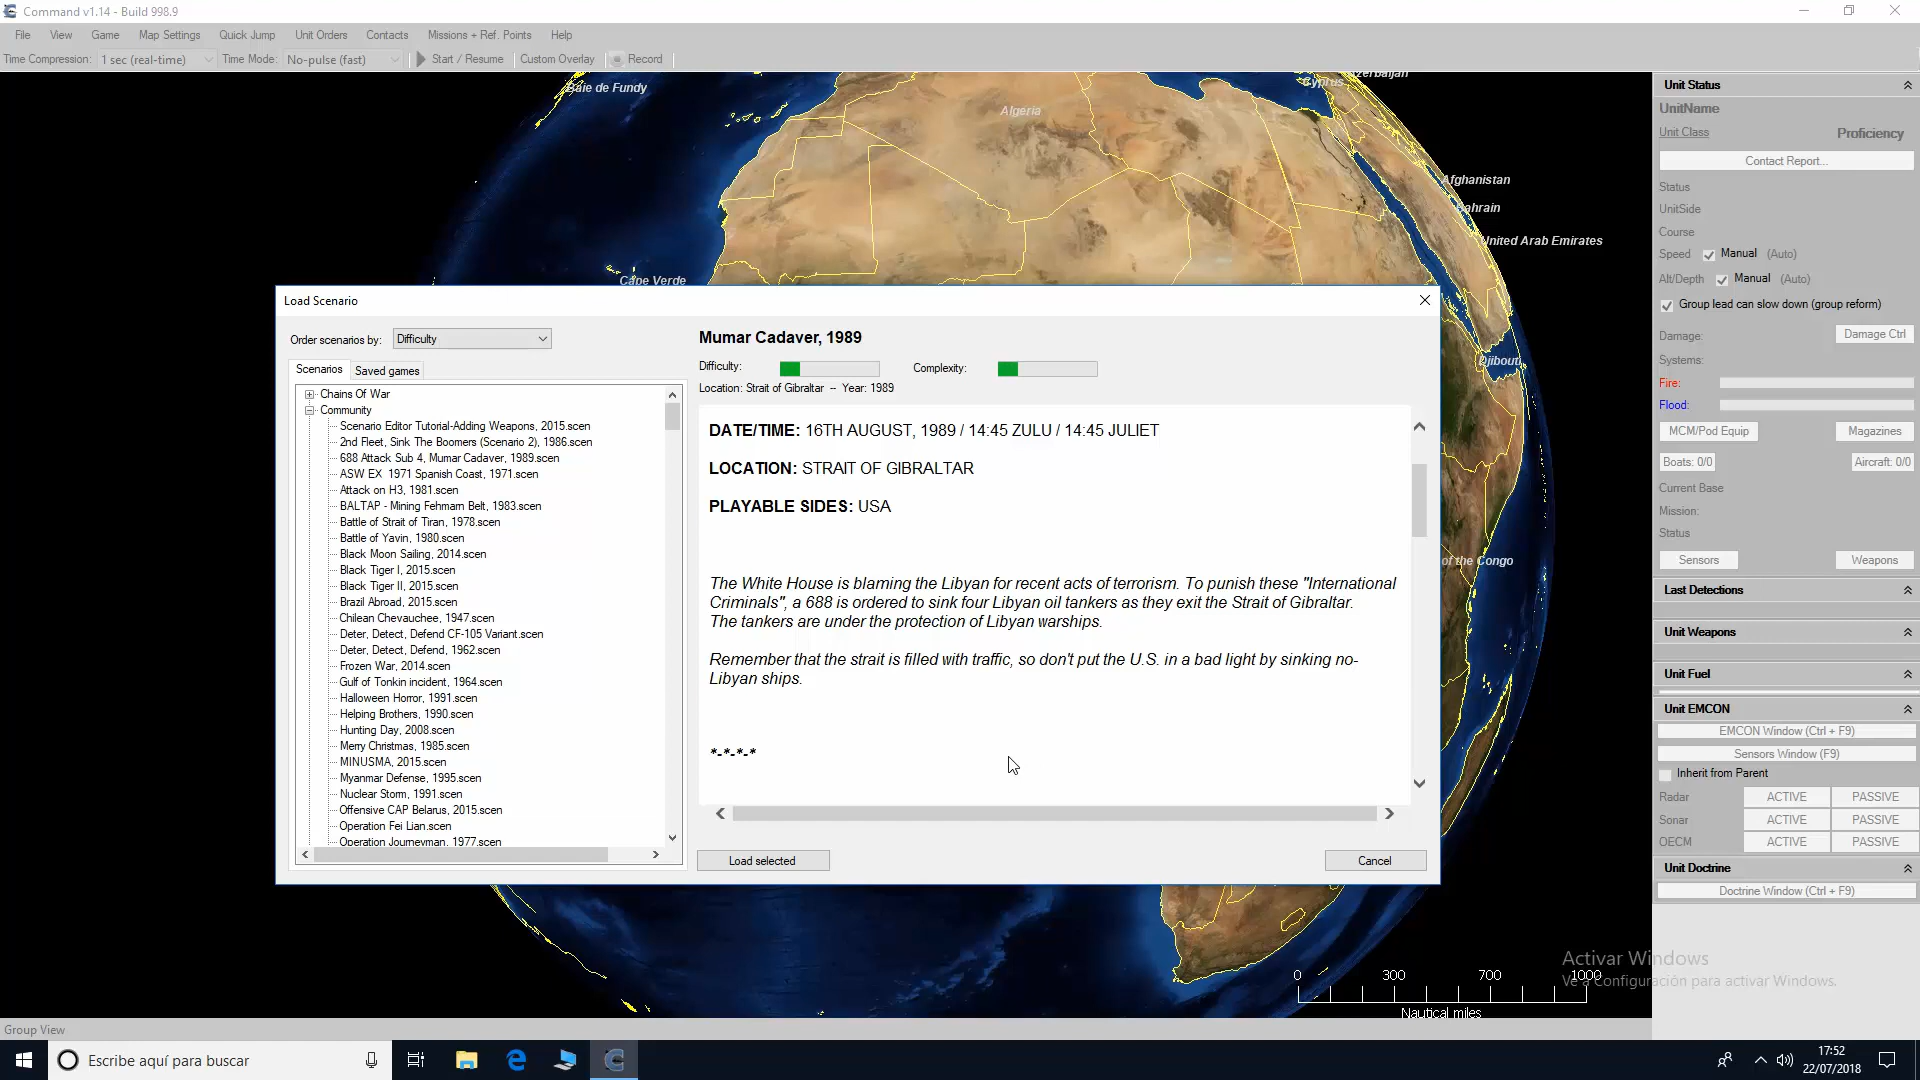 Command v1.14 - Build 998.9
File View Game Map Settings Quick Jump Unit Orders Contacts Missions + Ref. Points Help
Time Compression: 1 sec (real-time) Time Mode: No-pulse (fast) Start / Resume Custom Overlay Record
Baie de Fundy
Algeria
Cyprus
Azerbaijan
Afghanistan
Bahrain
United Arab Emirates
Cape Verde
Djibouti
of the Congo
Load Scenario
Order scenarios by: Difficulty
Scenarios Saved games
Chains Of War
Community
Scenario Editor Tutorial-Adding Weapons, 2015.scen
2nd Fleet, Sink The Boomers (Scenario 2), 1986.scen
688 Attack Sub 4, Mumar Cadaver, 1989.scen
ASW EX 1971 Spanish Coast, 1971.scen
Attack on H3, 1981.scen
BALTAP - Mining Fehmarn Belt, 1983.scen
Battle of Strait of Tiran, 1978.scen
Battle of Yavin, 1980.scen
Black Moon Sailing, 2014.scen
Black Tiger I, 2015.scen
Black Tiger II, 2015.scen
Brazil Abroad, 2015.scen
Chilean Chevauchee, 1947.scen
Deter, Detect, Defend CF-105 Variant.scen
Deter, Detect, Defend, 1962.scen
Frozen War, 2014.scen
Gulf of Tonkin incident, 1964.scen
Halloween Horror, 1991.scen
Helping Brothers, 1990.scen
Hunting Day, 2008.scen
Merry Christmas, 1985.scen
MINUSMA, 2015.scen
Myanmar Defense, 1995.scen
Nuclear Storm, 1991.scen
Offensive CAP Belarus, 2015.scen
Operation Fei Lian.scen
Operation Journeyman, 1977.scen
Mumar Cadaver, 1989
Difficulty: Complexity:
Location: Strait of Gibraltar -- Year: 1989
DATE/TIME: 16TH AUGUST, 1989 / 14:45 ZULU / 14:45 JULIET
LOCATION: STRAIT OF GIBRALTAR
PLAYABLE SIDES: USA
The White House is blaming the Libyan for recent acts of terrorism. To punish these "International
Criminals", a 688 is ordered to sink four Libyan oil tankers as they exit the Strait of Gibraltar.
The tankers are under the protection of Libyan warships.
Remember that the strait is filled with traffic, so don't put the U.S. in a bad light by sinking no-
Libyan ships.
*-*-*-*
Load selected Cancel
Unit Status
UnitName
Unit Class Proficiency
Contact Report...
Status
UnitSide
Course
Speed Manual (Auto)
Alt/Depth Manual (Auto)
Group lead can slow down (group reform)
Damage: Damage Ctrl
Systems:
Fire:
Flood:
MCM/Pod Equip Magazines
Boats: 0/0 Aircraft: 0/0
Current Base
Mission:
Status
Sensors Weapons
Last Detections
Unit Weapons
Unit Fuel
Unit EMCON
EMCON Window (Ctrl + F9)
Sensors Window (F9)
Inherit from Parent
Radar ACTIVE PASSIVE
Sonar ACTIVE PASSIVE
OECM ACTIVE PASSIVE
Unit Doctrine
Doctrine Window (Ctrl + F9)
Activar Windows
Ve a Configuración para activar Windows.
0 300 700 1000
Nautical miles
Group View
Escribe aquí para buscar
17:52
22/07/2018